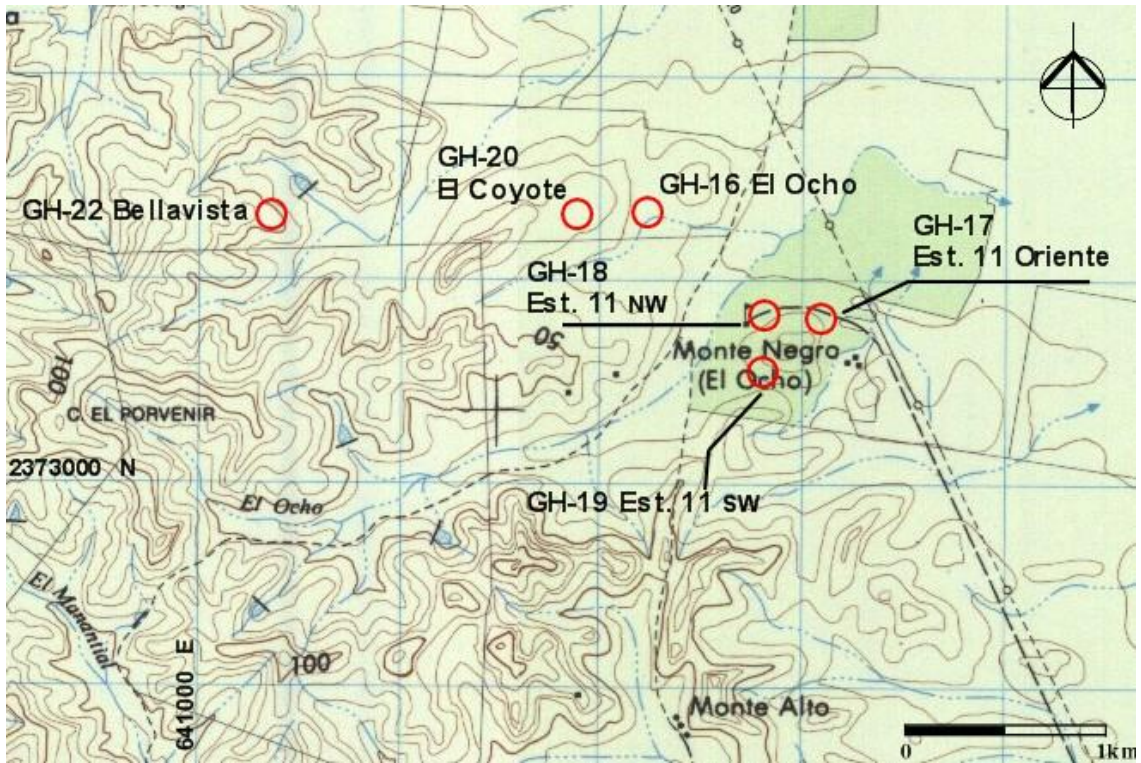 GH-20
El Coyote
GH-16 El Ocho
GH-22 Bellavista
GH-17
Est. 11 Oriente
GH-18
Est. 11 NW
50
Monte Negro
(El Ocho)
100
C. EL PORVENIR
2373000 N
El Ocho
GH-19 Est. 11 SW
El Manantial
641000 E
100
Monte Alto
0 1km